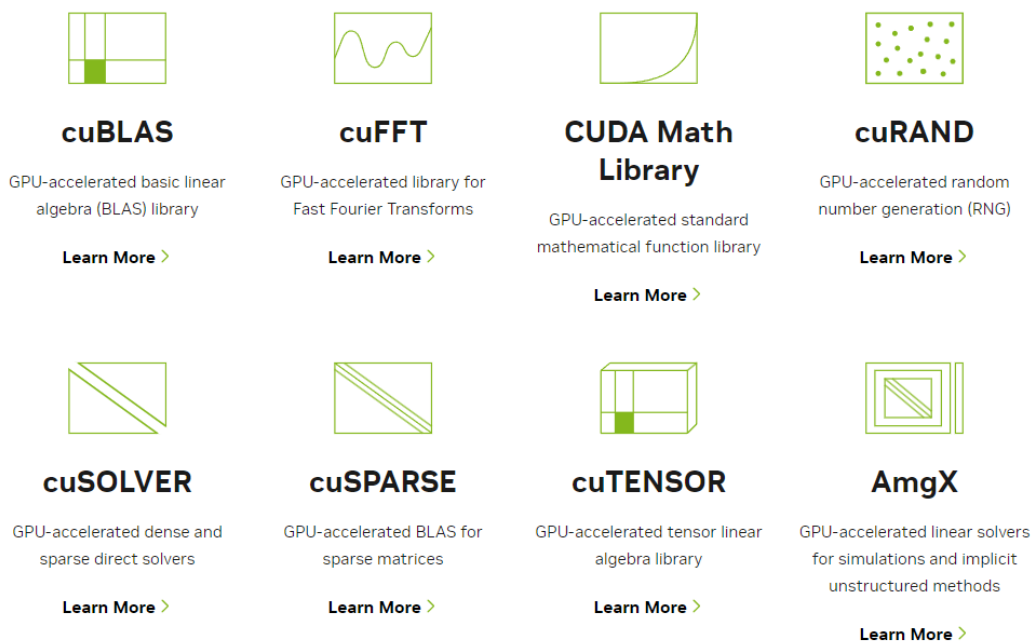 cuBLAS
GPU-accelerated basic linear
algebra (BLAS) library
Learn More
cuFFT
GPU-accelerated library for
Fast Fourier Transforms
Learn More
CUDA Math
Library
GPU-accelerated standard
mathematical function library
Learn More
cuRAND
GPU-accelerated random
number generation (RNG)
Learn More
cuSOLVER
GPU-accelerated dense and
sparse direct solvers
Learn More
cuSPARSE
GPU-accelerated BLAS for
sparse matrices
Learn More
cuTENSOR
GPU-accelerated tensor linear
algebra library
Learn More
AmgX
GPU-accelerated linear solvers
for simulations and implicit
unstructured methods
Learn More